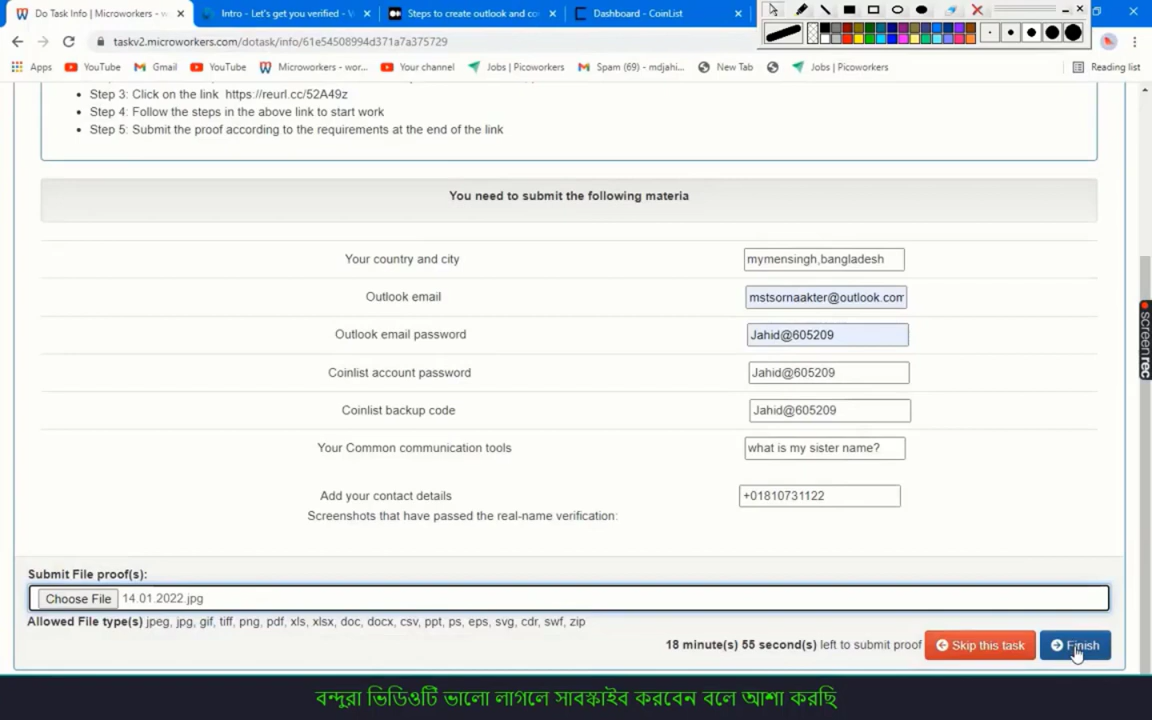 Do Task Info | Microworkers - w
Intro - Let's get you verified - V
Steps to create outlook and co
Dashboard - CoinList
taskv2.microworkers.com/dotask/info/61e54508994d371a7a375729
Apps
YouTube
Gmail
YouTube
Microworkers - wor...
Your channel
Jobs | Picoworkers
Spam (69) - mdjahi...
New Tab
Jobs | Picoworkers
Reading list
Step 3: Click on the link https://reurl.cc/52A49z
Step 4: Follow the steps in the above link to start work
Step 5: Submit the proof according to the requirements at the end of the link
You need to submit the following materia
Your country and city
mymensingh,bangladesh
Outlook email
mstsornaakter@outlook.com
Outlook email password
Jahid@605209
Coinlist account password
Jahid@605209
Coinlist backup code
Jahid@605209
Your Common communication tools
what is my sister name?
Add your contact details
+01810731122
Screenshots that have passed the real-name verification:
Submit File proof(s):
Choose File 14.01.2022.jpg
Allowed File type(s) jpeg, jpg, gif, tiff, png, pdf, xls, xlsx, doc, docx, csv, ppt, ps, eps, svg, cdr, swf, zip
18 minute(s) 55 second(s) left to submit proof
Skip this task
Finish
screenrec
বন্দুরা ভিডিওটি ভালো লাগলে সাবস্ক্রাইব করবেন বলে আশা করছি